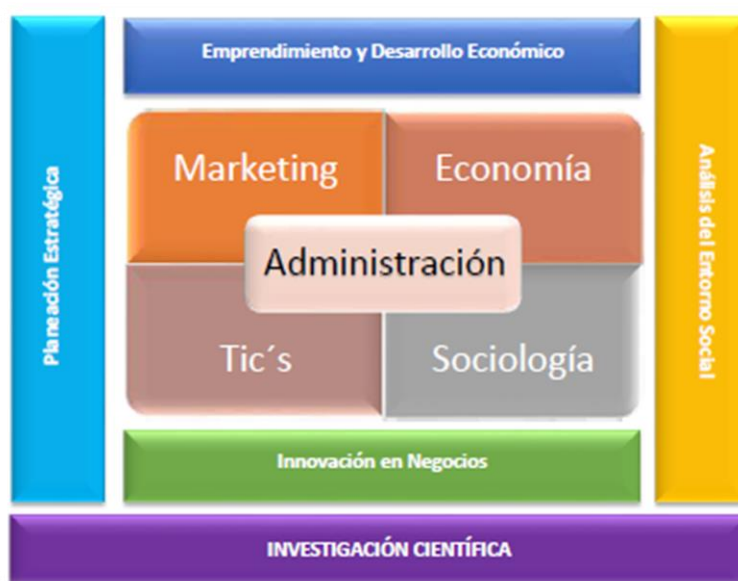 Emprendimiento y Desarrollo Económico
Planeación Estratégica
Marketing
Economía
Análisis del Entorno Social
Administración
Tic´s
Sociología
Innovación en Negocios
INVESTIGACIÓN CIENTÍFICA